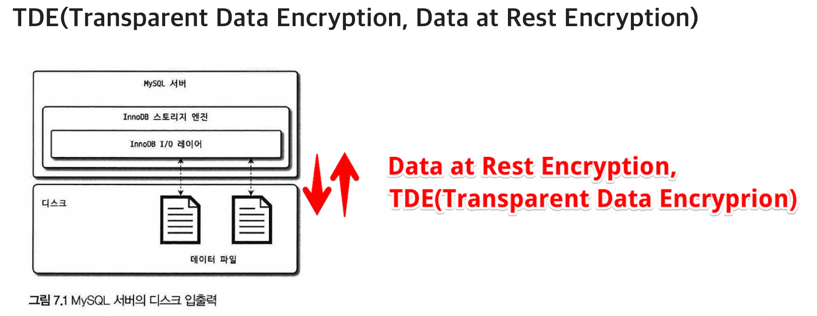 TDE(Transparent Data Encryption, Data at Rest Encryption)
MySQL 서버
InnoDB 스토리지 엔진
InnoDB I/O 레이어
Data at Rest Encryption,
TDE(Transparent Data Encryprion)
디스크
데이터 파일
그림 7.1 MySQL 서버의 디스크 입출력